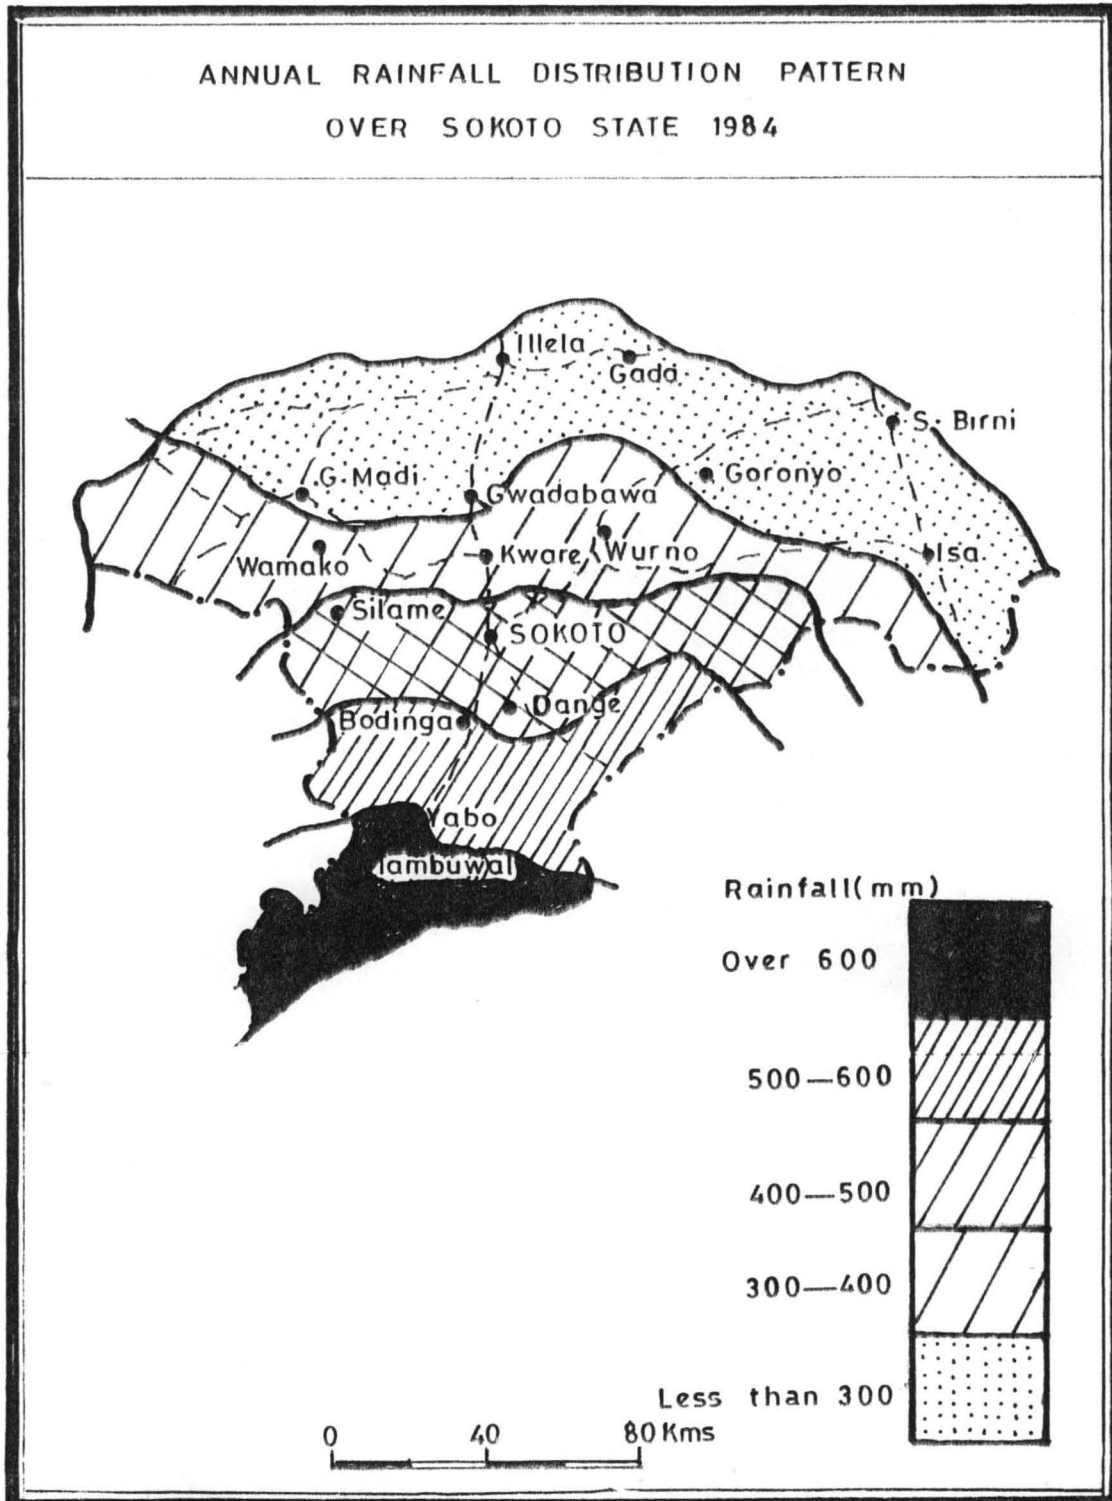 ANNUAL RAINFALL DISTRIBUTION PATTERN
OVER SOKOTO STATE 1984
Illela
Gada
S. Birni
G. Madi
Goronyo
Gwadabawa
Wamako
Kware
Wurno
Isa
Silame
SOKOTO
Dange
Bodinga
Yabo
Tambuwal
Rainfall(mm)
Over 600
500—600
400—500
300—400
Less than 300
0 40 80 Kms